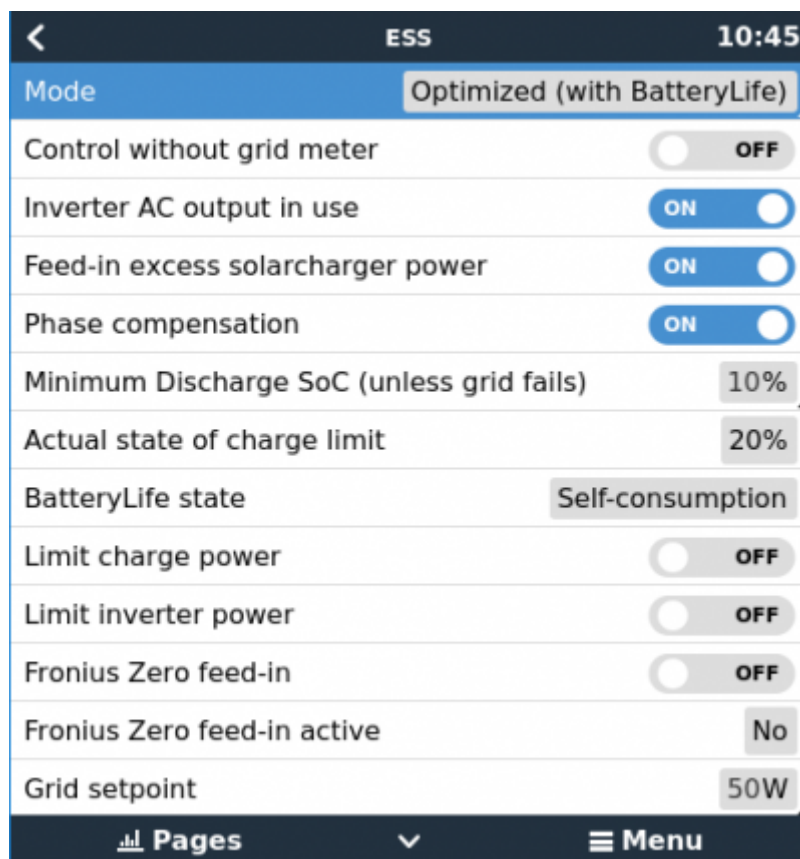 ESS 10:45
Mode Optimized (with BatteryLife)
Control without grid meter OFF
Inverter AC output in use ON
Feed-in excess solarcharger power ON
Phase compensation ON
Minimum Discharge SoC (unless grid fails) 10%
Actual state of charge limit 20%
BatteryLife state Self-consumption
Limit charge power OFF
Limit inverter power OFF
Fronius Zero feed-in OFF
Fronius Zero feed-in active No
Grid setpoint 50W
Pages Menu